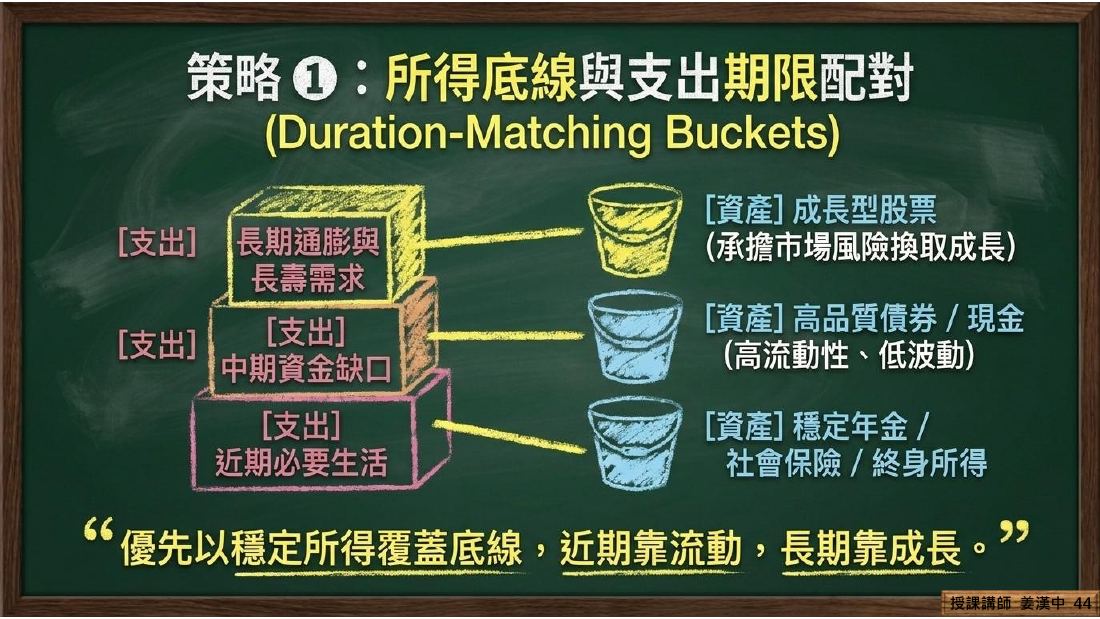 策略❶：所得底線與支出期限配對
(Duration-Matching Buckets)
[支出]
長期通膨與
長壽需求
[資產] 成長型股票
(承擔市場風險換取成長)
[支出]
[支出]
中期資金缺口
[資產] 高品質債券 / 現金
(高流動性、低波動)
[支出]
近期必要生活
[資產] 穩定年金 /
社會保險 / 終身所得
“優先以穩定所得覆蓋底線，近期靠流動，長期靠成長。”
授課講師 姜漢中 44